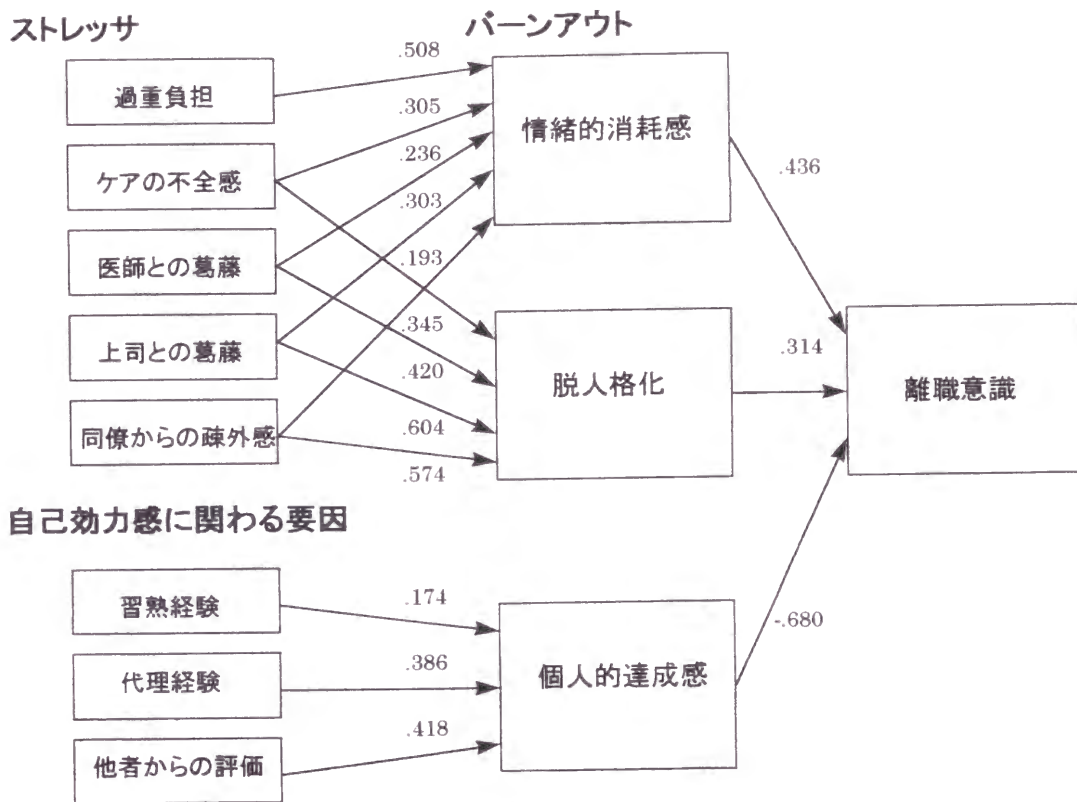 ストレッサ
バーンアウト
過重負担
ケアの不全感
医師との葛藤
上司との葛藤
同僚からの疎外感
.508
.305
.236
.303
.193
.345
.420
.604
.574
情緒的消耗感
脱人格化
.436
.314
離職意識
自己効力感に関わる要因
習熟経験
代理経験
他者からの評価
.174
.386
.418
個人的達成感
-.680